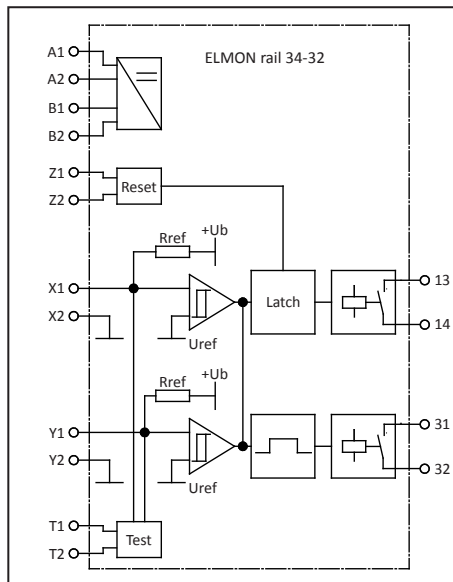 A1
ELMON rail 34-32
A2
B1
B2
Z1
Reset
Z2
Rref
+Ub
X1
Latch
13
X2
14
Uref
Rref
+Ub
Y1
31
Y2
32
Uref
T1
Test
T2